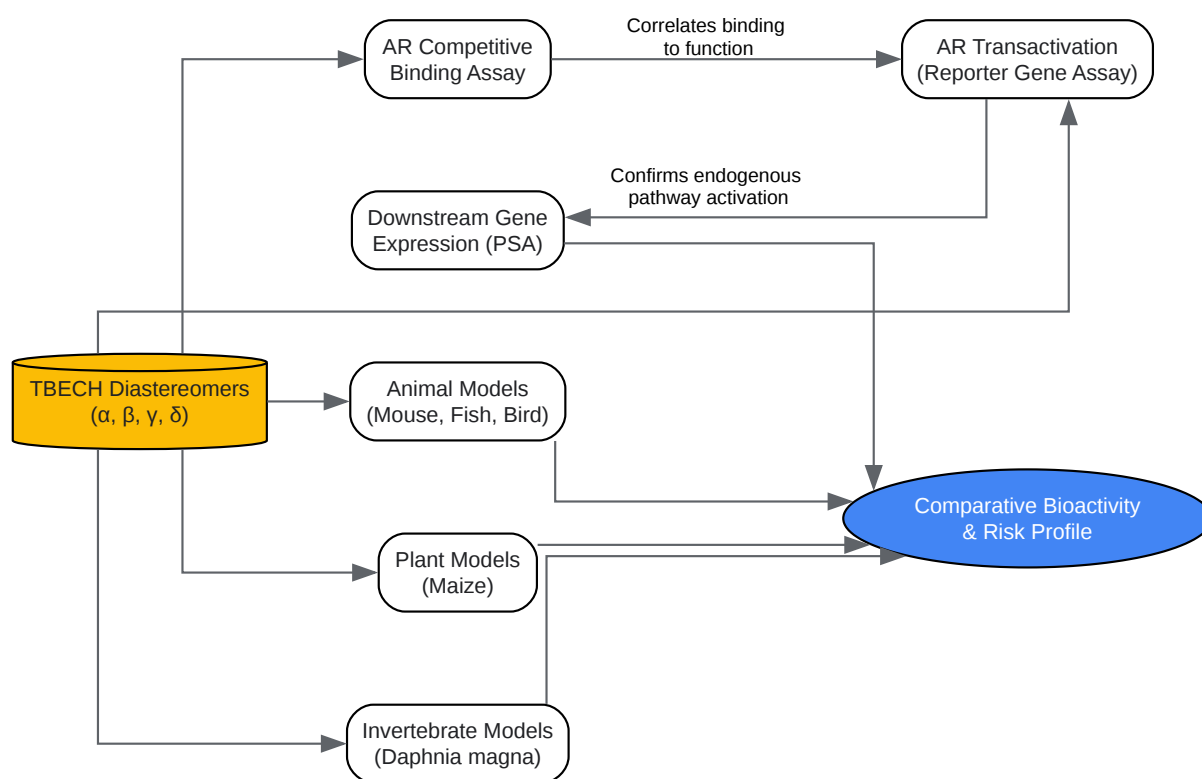 AR Competitive
Binding Assay
Correlates binding
to function
AR Transactivation
(Reporter Gene Assay)
Confirms endogenous
pathway activation
Downstream Gene
Expression (PSA)
TBECH Diastereomers
(α, β, γ, δ)
Animal Models
(Mouse, Fish, Bird)
Comparative Bioactivity
& Risk Profile
Plant Models
(Maize)
Invertebrate Models
(Daphnia magna)